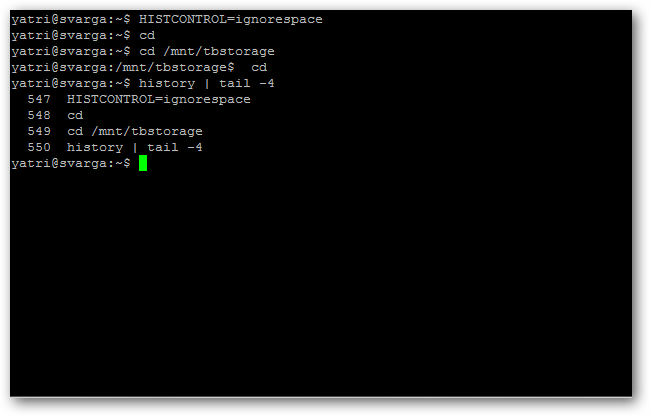 yatri@svarga:~$ HISTCONTROL=ignorespace
yatri@svarga:~$ cd
yatri@svarga:~$ cd /mnt/tbstorage
yatri@svarga:/mnt/tbstorage$  cd
yatri@svarga:~$ history | tail -4
  547  HISTCONTROL=ignorespace
  548  cd
  549  cd /mnt/tbstorage
  550  history | tail -4
yatri@svarga:~$